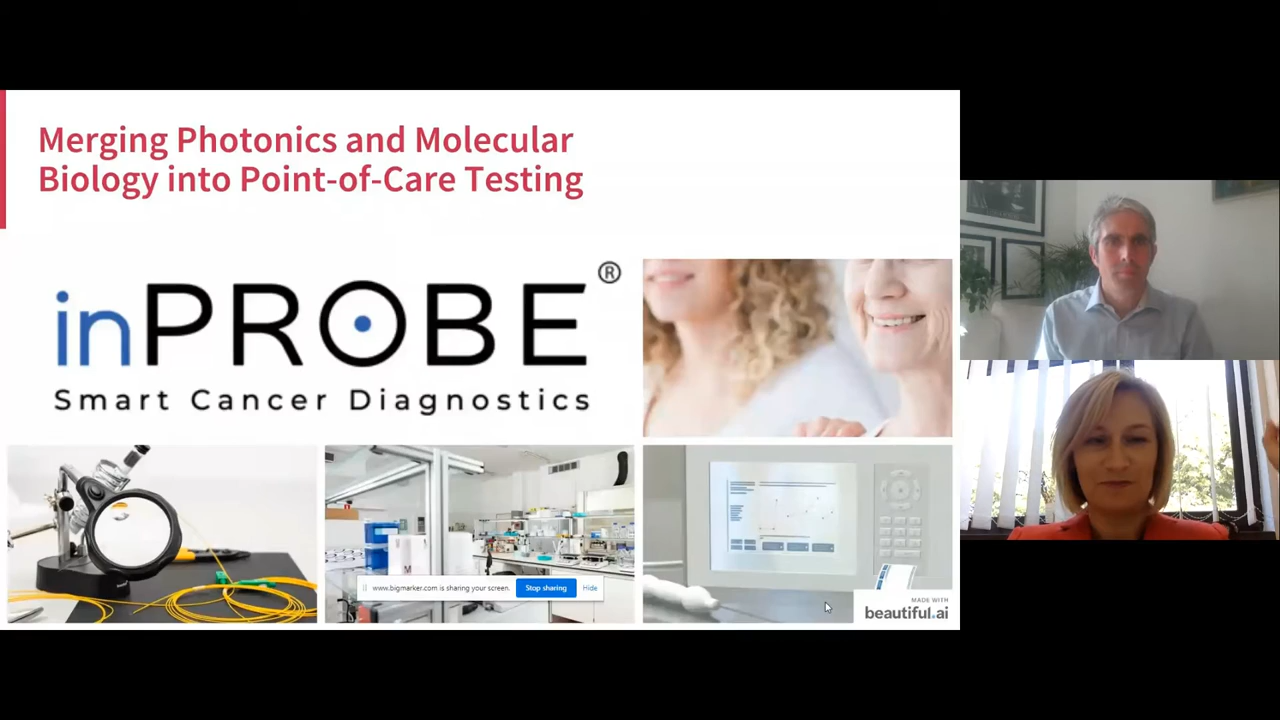 Merging Photonics and Molecular
Biology into Point-of-Care Testing
inPROBE®
Smart Cancer Diagnostics
www.bigmarker.com is sharing your screen. Stop sharing Hide
MADE WITH
beautiful.ai